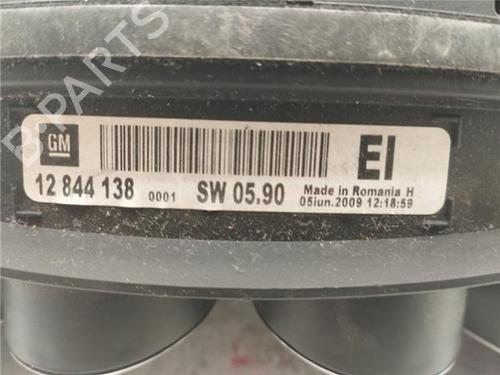 GM
EI
12 844 138 0001 SW 05.90
Made in Romania H
05iun.2009 12:18:59
B-PARTS